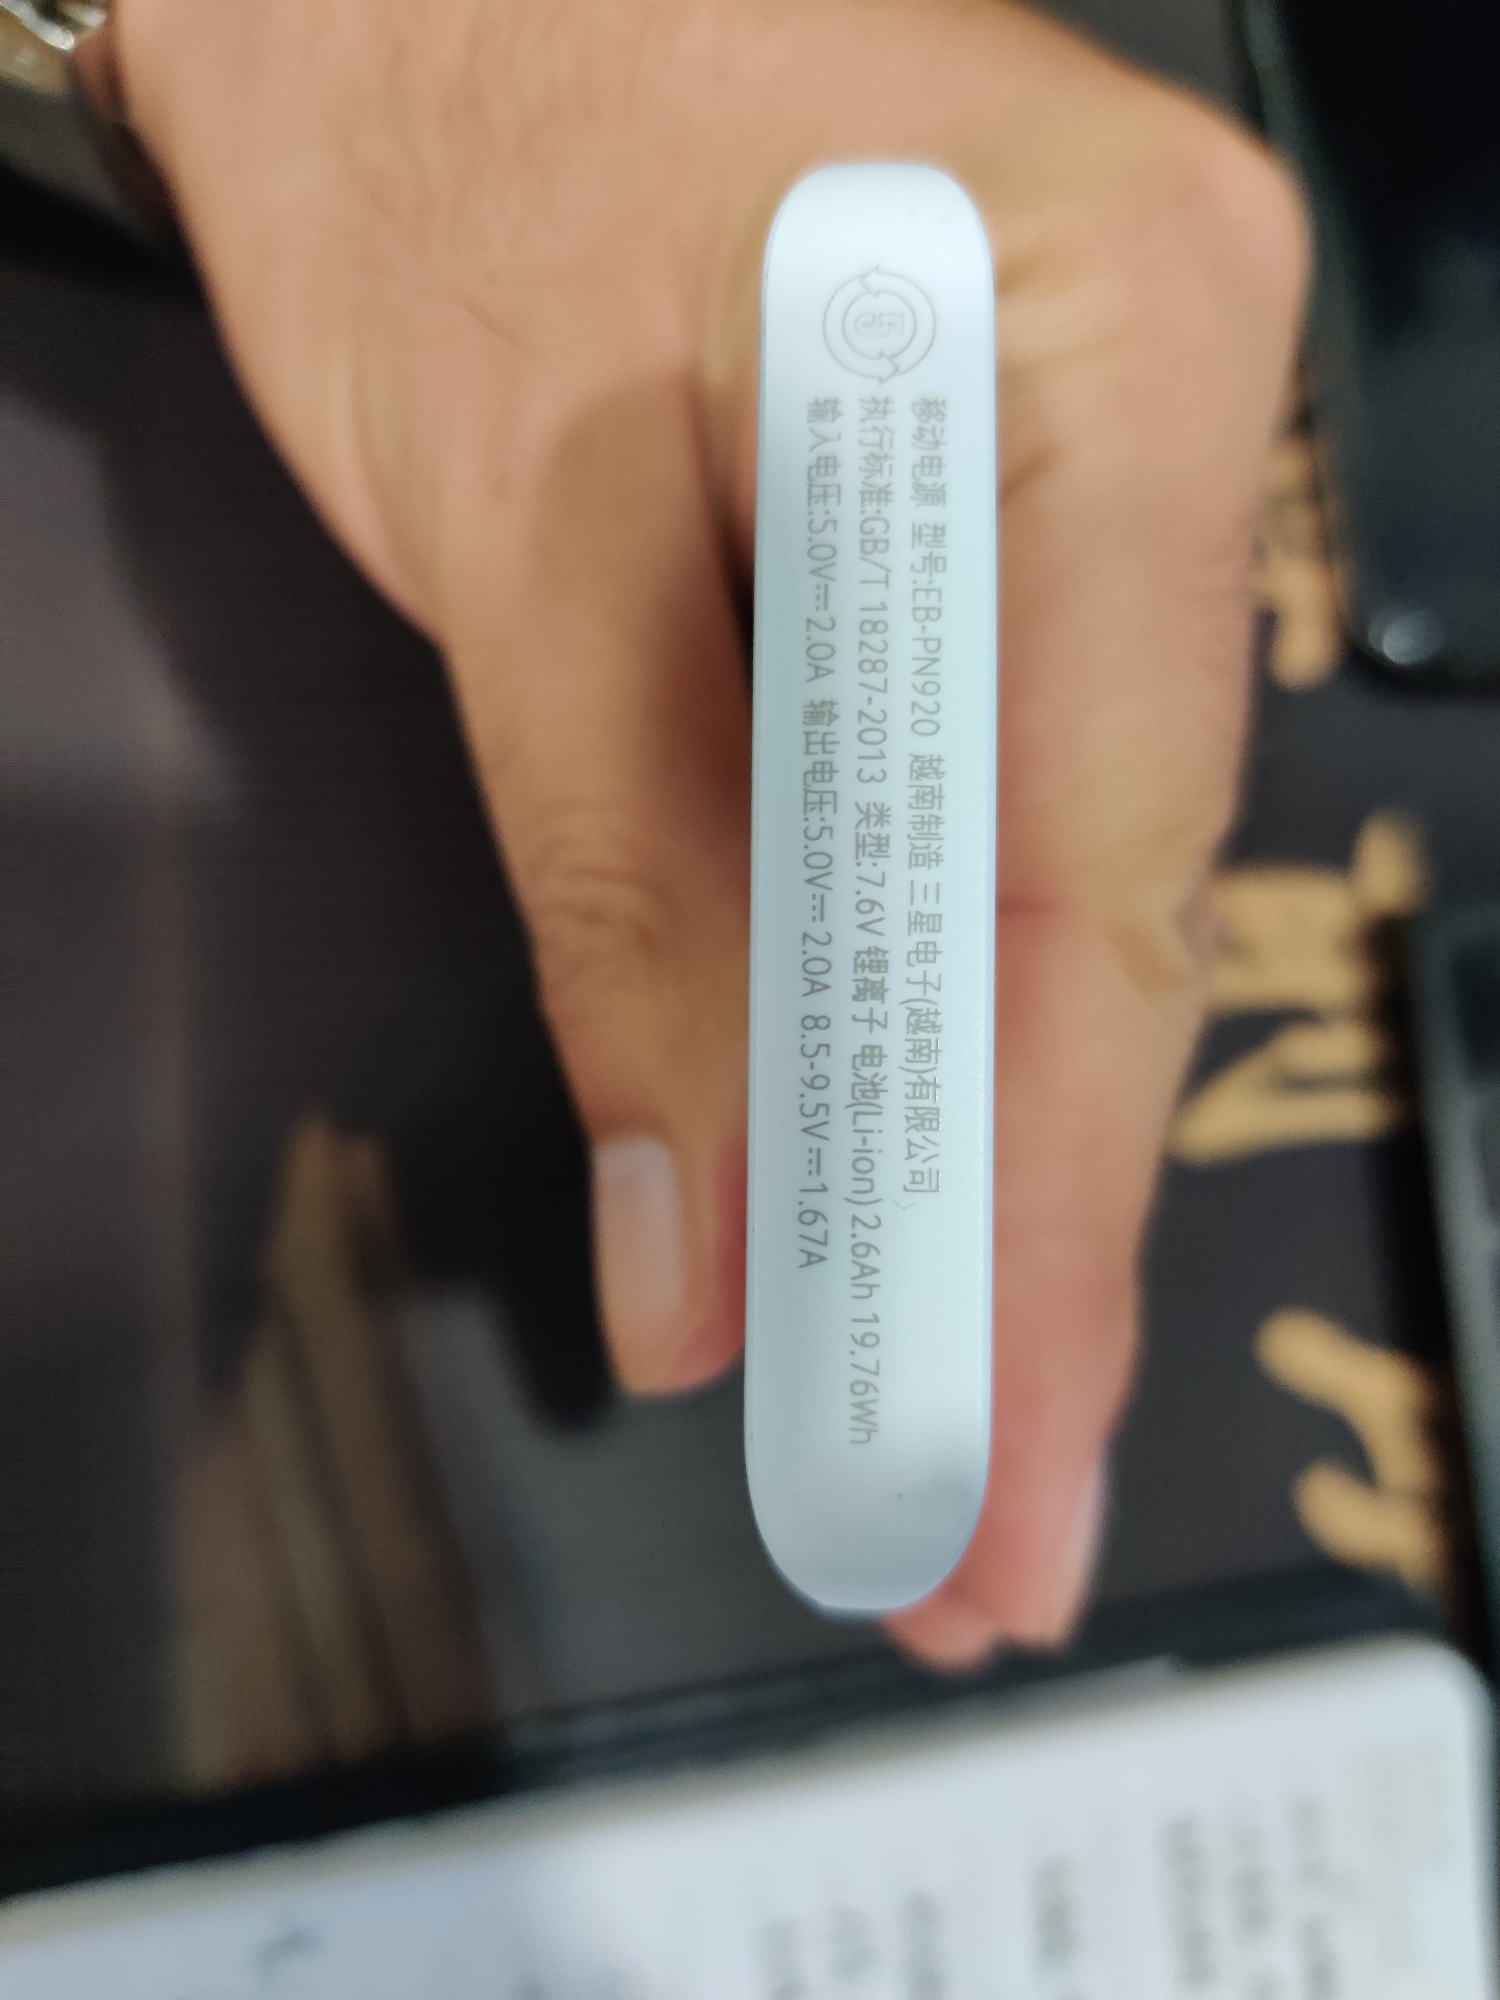 5
移动电源 型号:EB-PN920 越南制造 三星电子(越南)有限公司
执行标准:GB/T 18287-2013 类型:7.6V 锂离子 电池(Li-ion) 2.6Ah 19.76Wh
输入电压:5.0V⎓2.0A 输出电压:5.0V⎓2.0A 8.5-9.5V⎓1.67A